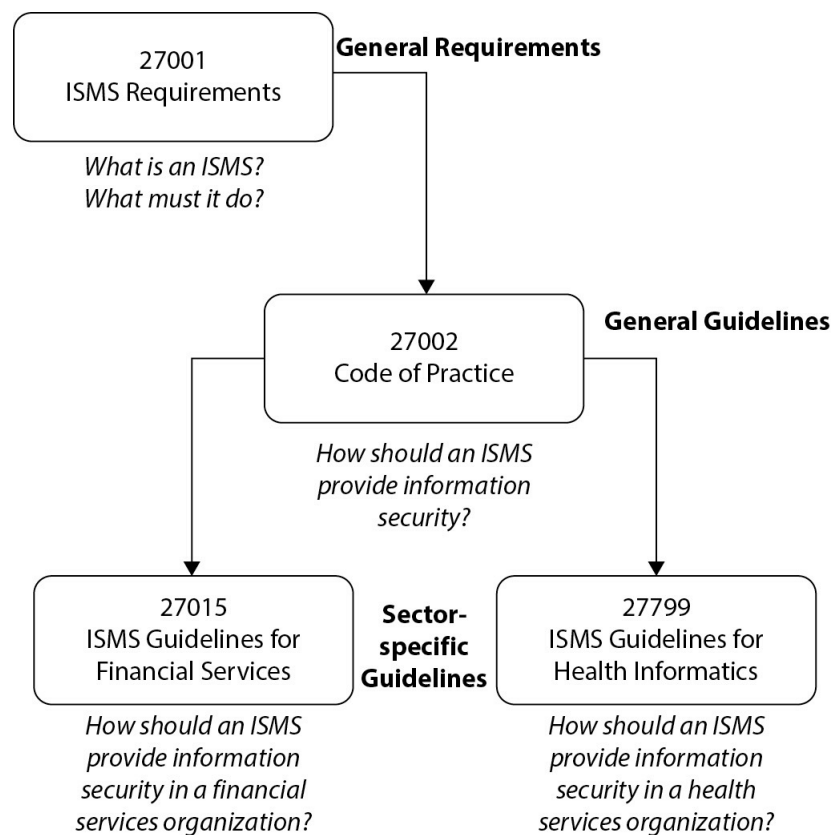 27001
ISMS Requirements
General Requirements
What is an ISMS?
What must it do?
27002
Code of Practice
General Guidelines
How should an ISMS
provide information
security?
27015
ISMS Guidelines for
Financial Services
Sector-
specific
Guidelines
27799
ISMS Guidelines for
Health Informatics
How should an ISMS
provide information
security in a financial
services organization?
How should an ISMS
provide information
security in a health
services organization?